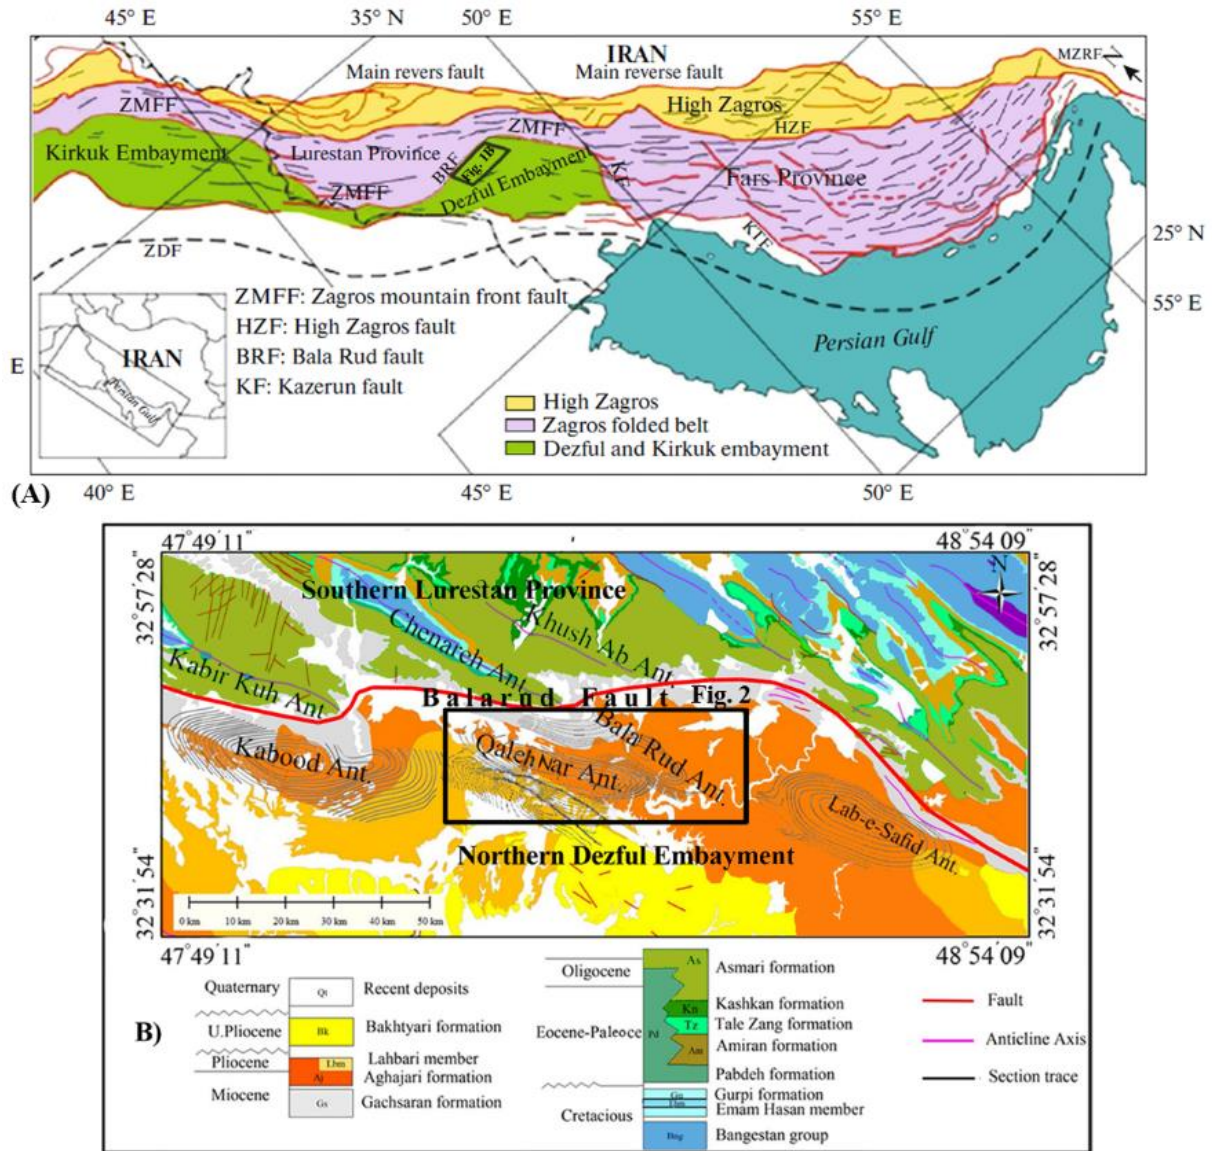 45° E 35° N 50° E 55° E
IRAN
MZRF
N
Main revers fault Main reverse fault
High Zagros
ZMFF
ZMFF
HZF
Kirkuk Embayment
Lurestan Province
BRF
Fig. 1B
Dezful Embayment
KF
Fars Province
ZMFF
KTF
ZDF
25° N
55° E
ZMFF: Zagros mountain front fault
HZF: High Zagros fault
BRF: Bala Rud fault
KF: Kazerun fault
IRAN
Persian Gulf
E
Persian Gulf
High Zagros
Zagros folded belt
Dezful and Kirkuk embayment
(A)
40° E 45° E 50° E
47°49'11" 48°54'09"
32°57'28" 32°57'28"
N
Southern Lurestan Province
Chenareh Ant.
Khush Ab Ant.
Kabir Kuh Ant.
Balarud Fault Fig. 2
Kabood Ant.
Qaleh Nar Ant.
Bala Rud Ant.
Lab-e-Safid Ant.
Northern Dezful Embayment
32°31'54" 32°31'54"
0 km 10 km 20 km 30 km 40 km 50 km
47°49'11" 48°54'09"
B)
Quaternary Qt Recent deposits
U.Pliocene Bk Bakhtyari formation
Pliocene Lbm Lahbari member
Aj Aghajari formation
Miocene Gs Gachsaran formation
Oligocene As Asmari formation
Kn Kashkan formation
Eocene-Paleoce Pd Tz Tale Zang formation
Am Amiran formation
Pabdeh formation
Gu Gurpi formation
Cretacious Emam Hasan member
Bng Bangestan group
Fault
Anticline Axis
Section trace